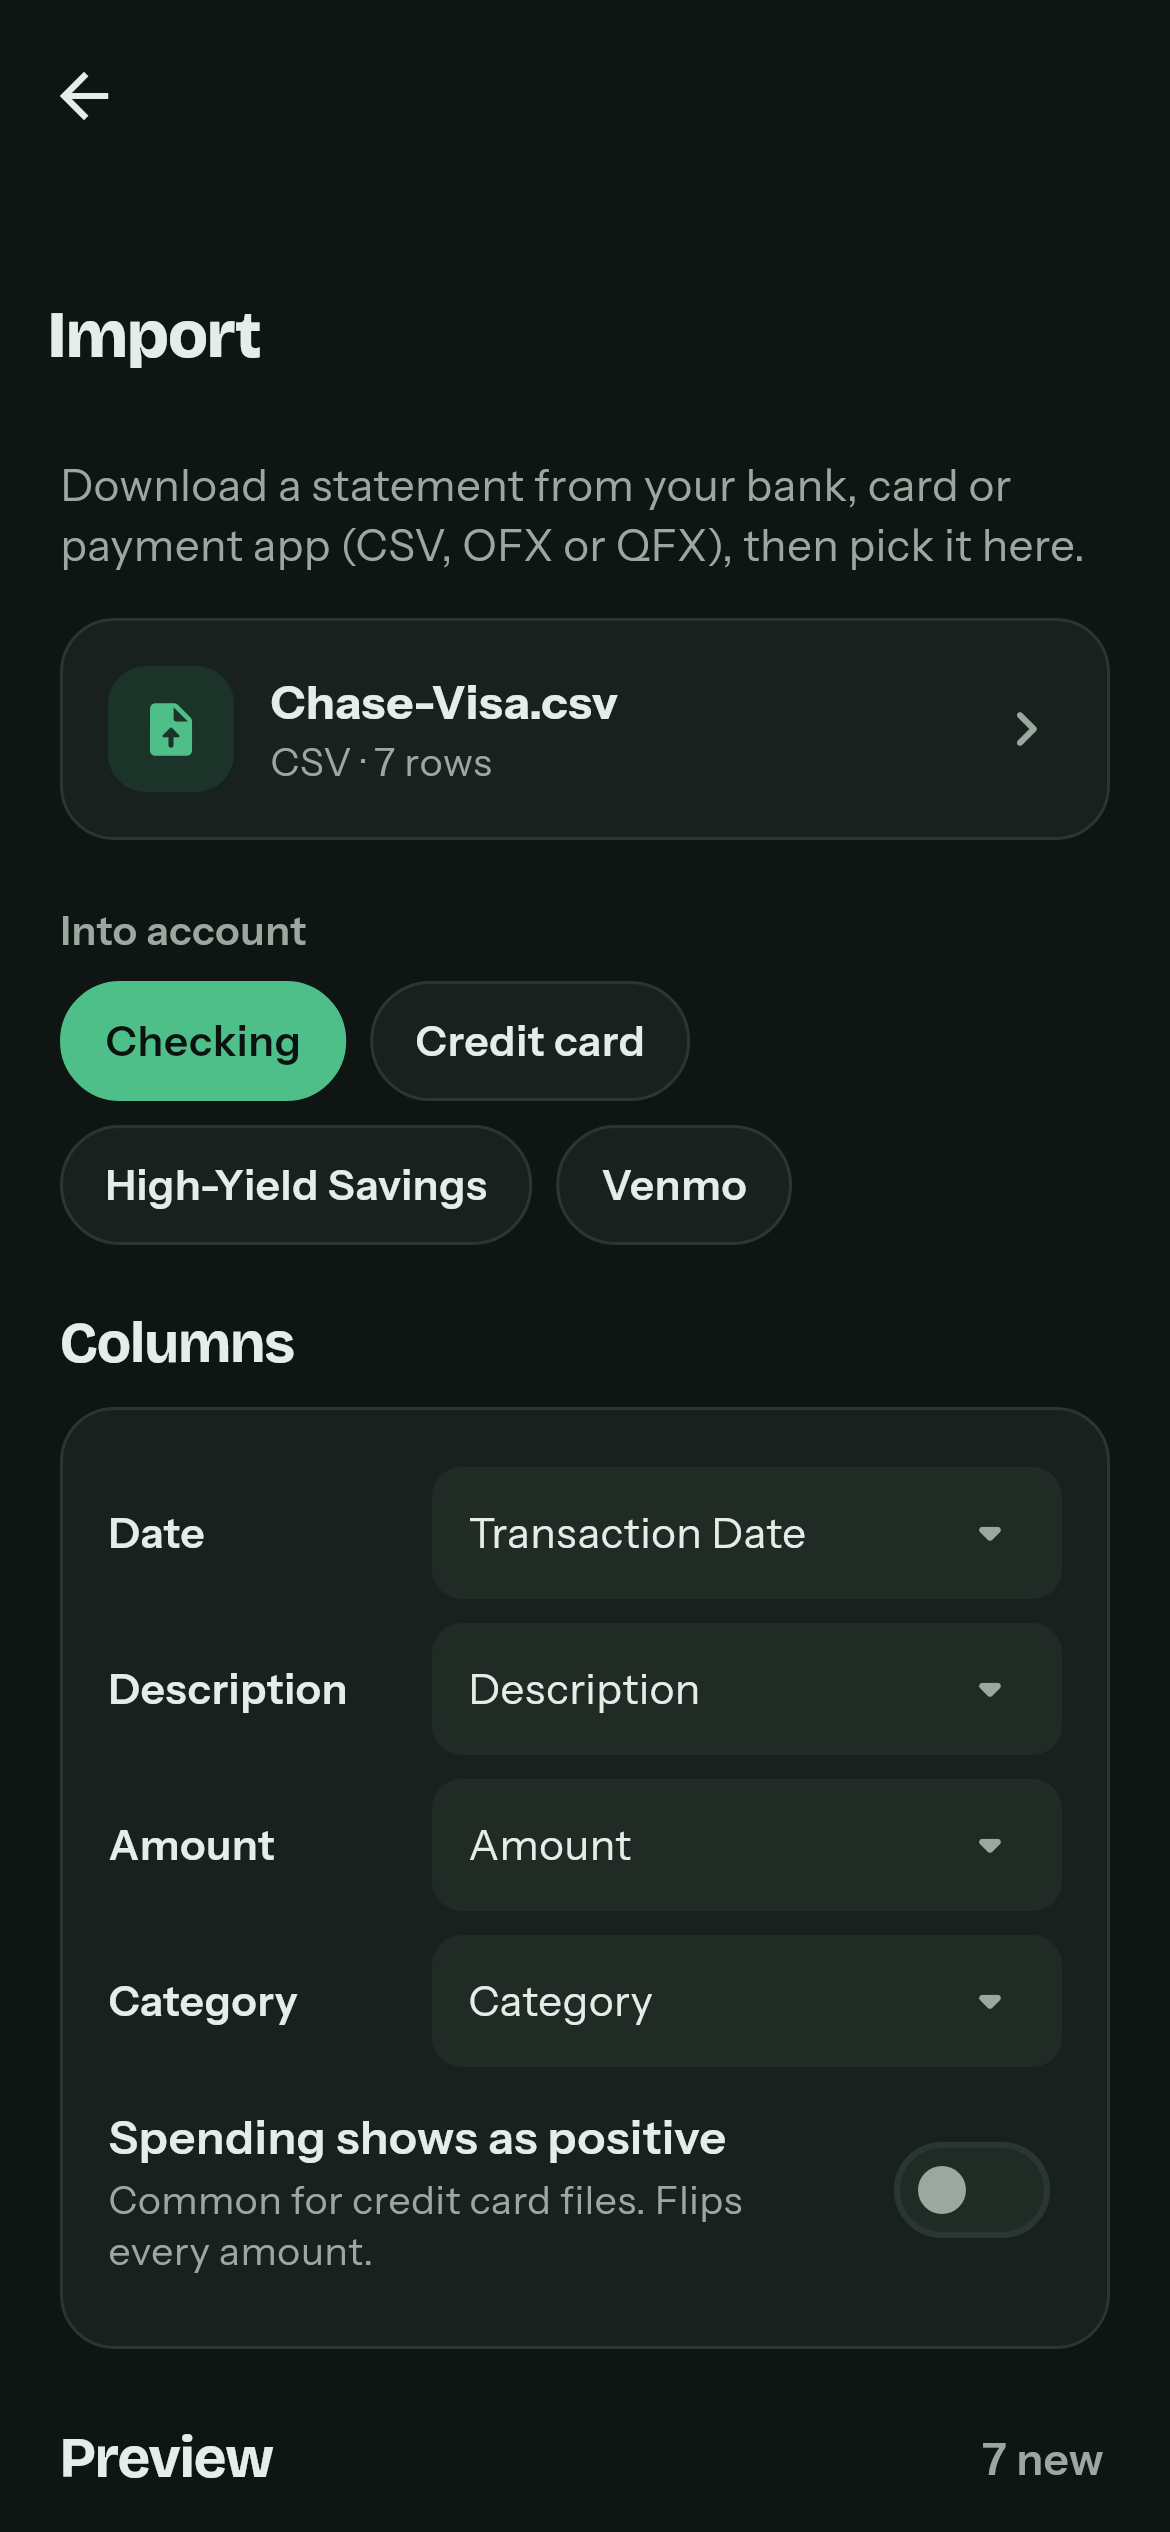 Import
Download a statement from your bank, card or
payment app (CSV, OFX or QFX), then pick it here.
Chase-Visa.csv
CSV · 7 rows
Into account
Checking
Credit card
High-Yield Savings
Venmo
Columns
Date
Transaction Date
Description
Description
Amount
Amount
Category
Category
Spending shows as positive
Common for credit card files. Flips
every amount.
Preview
7 new